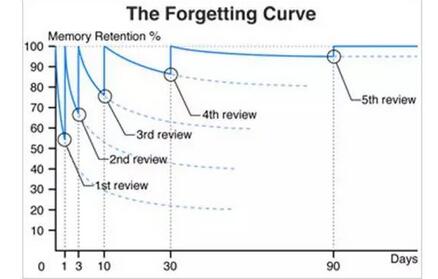 The Forgetting Curve
Memory Retention %
100
90
80
70
60
50
40
30
20
10
5th review
4th review
3rd review
2nd review
1st review
0 1 3 10 30 90 Days